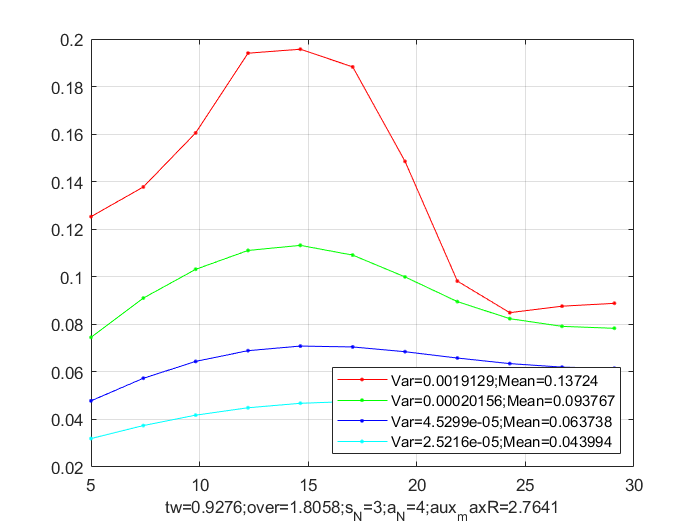 0.2
0.18
0.16
0.14
0.12
0.1
0.08
0.06
0.04
0.02
Var=0.0019129;Mean=0.13724
Var=0.00020156;Mean=0.093767
Var=4.5299e-05;Mean=0.063738
Var=2.5216e-05;Mean=0.043994
5 10 15 20 25 30
tw=0.9276;over=1.8058;s_N=3;a_N=4;aux_maxR=2.7641